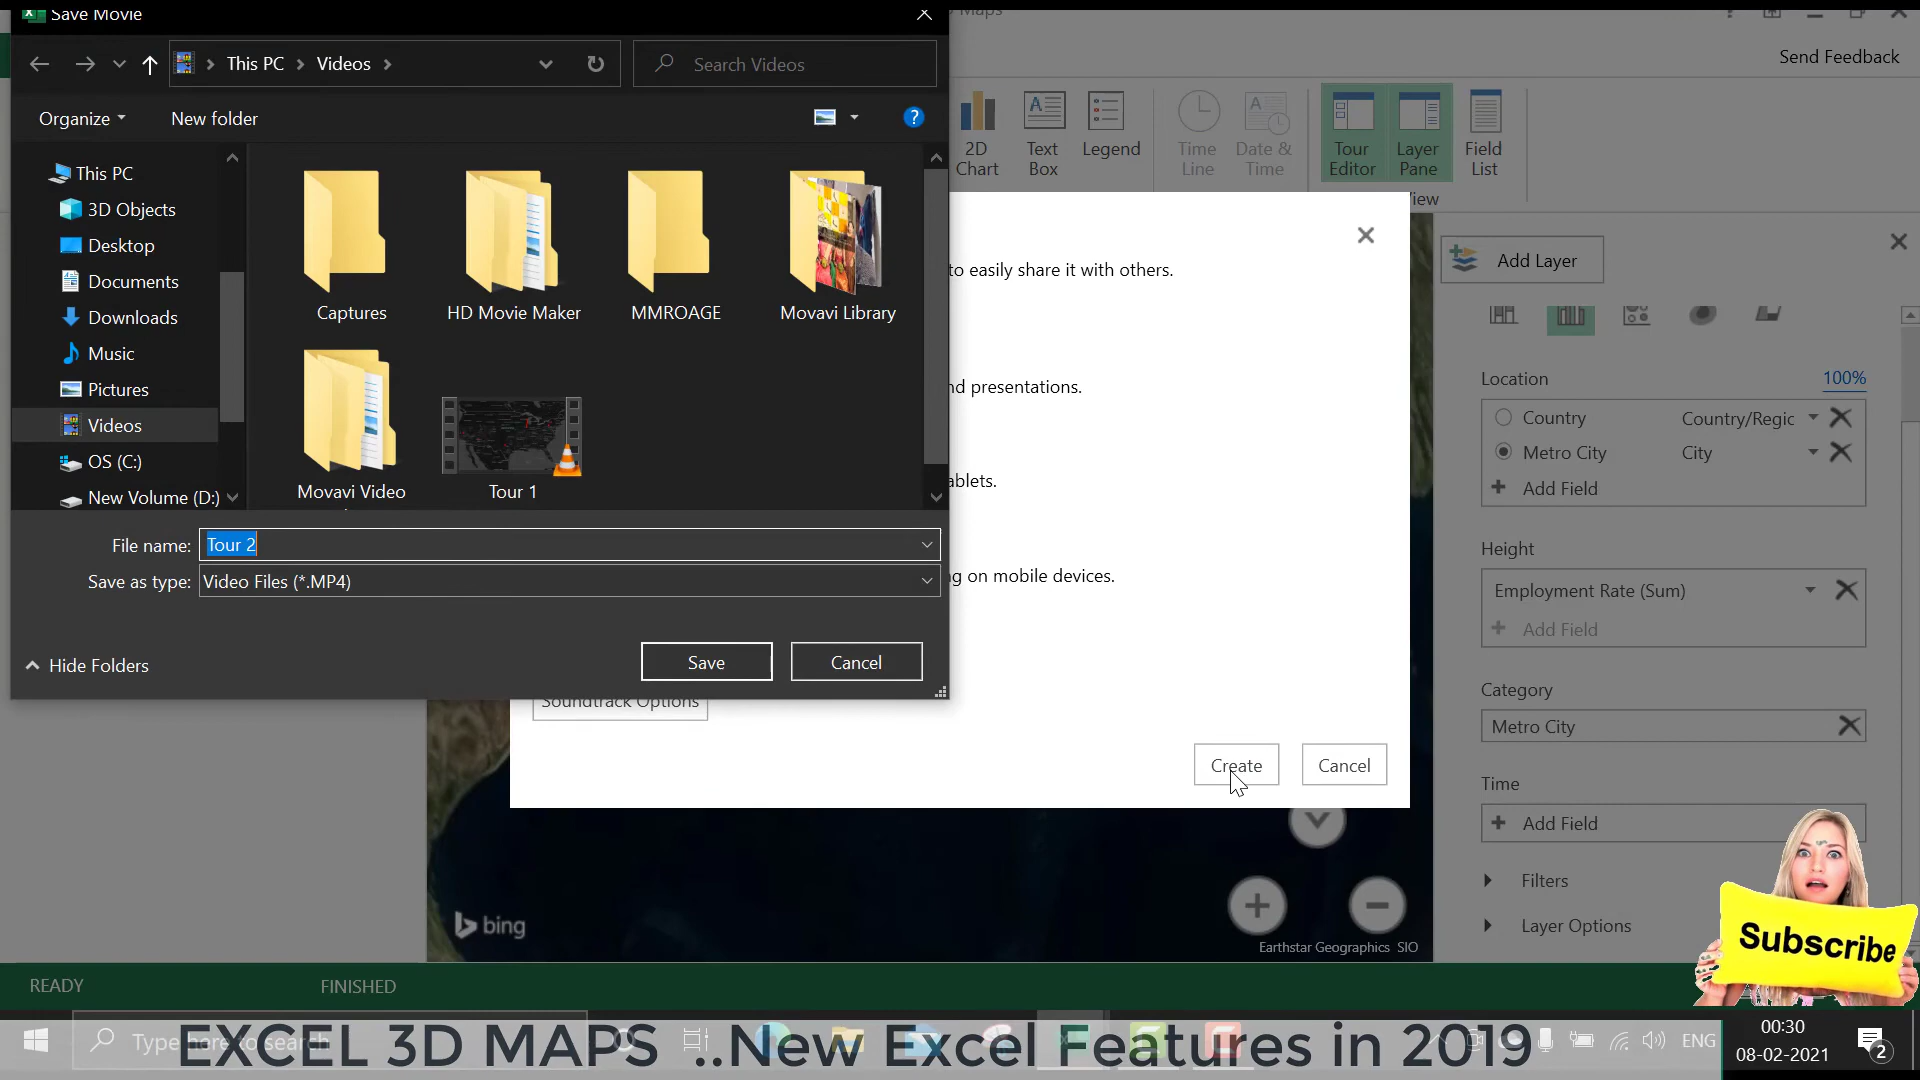 Save Movie
Maps
Send Feedback
This PC
Videos
Search Videos
Organize
New folder
?
2D Chart
Text Box
Legend
Time Line
Date & Time
Tour Editor
Layer Pane
Field List
This PC
3D Objects
Desktop
Documents
Downloads
Music
Pictures
Videos
OS (C:)
New Volume (D:)
Captures
HD Movie Maker
MMROAGE
Movavi Library
Movavi Video
Tour 1
File name: Tour 2
Save as type: Video Files (*.MP4)
Hide Folders
Save
Cancel
to easily share it with others.
nd presentations.
ablets.
g on mobile devices.
Soundtrack Options
Create
Cancel
Add Layer
Location
100%
Country
Country/Regic
Metro City
City
Add Field
Height
Employment Rate (Sum)
Add Field
Category
Metro City
Time
Add Field
Filters
Layer Options
bing
Earthstar Geographics SIO
Subscribe
READY
FINISHED
Type here to search
EXCEL 3D MAPS ..New Excel Features in 2019
ENG
00:30
08-02-2021
2